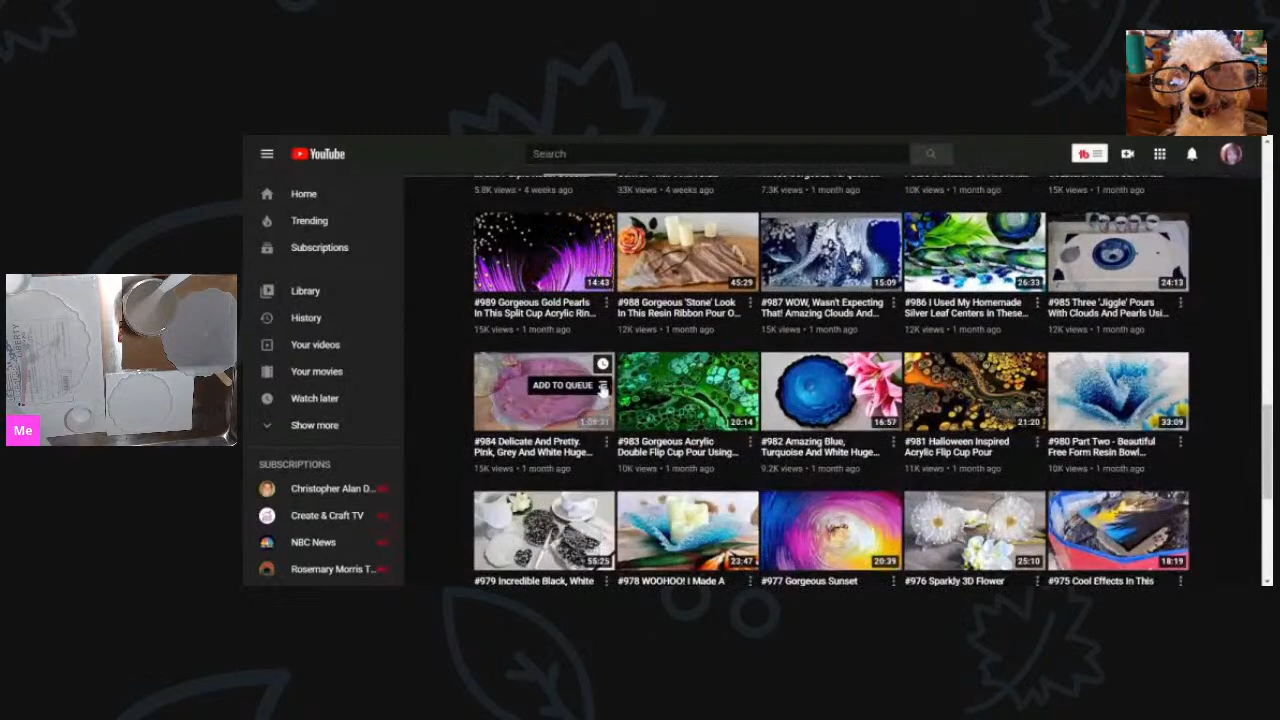 YouTube
Search
Home
Trending
Subscriptions
Library
History
Your videos
Your movies
Watch later
Show more
SUBSCRIPTIONS
Christopher Alan D...
Create & Craft TV
NBC News
Rosemary Morris T...
5.8K views • 4 weeks ago
33K views • 4 weeks ago
7.3K views • 1 month ago
10K views • 1 month ago
15K views • 1 month ago
14:43
45:29
15:09
26:33
24:13
#989 Gorgeous Gold Pearls
In This Split Cup Acrylic Rin...
15K views • 1 month ago
#988 Gorgeous 'Stone' Look
In This Resin Ribbon Pour O...
12K views • 1 month ago
#987 WOW, Wasn't Expecting
That! Amazing Clouds And...
15K views • 1 month ago
#986 I Used My Homemade
Silver Leaf Centers In These...
12K views • 1 month ago
#985 Three 'Jiggle' Pours
With Clouds And Pearls Usi...
12K views • 1 month ago
ADD TO QUEUE
20:14
16:57
21:20
33:09
#984 Delicate And Pretty.
Pink, Grey And White Huge...
15K views • 1 month ago
#983 Gorgeous Acrylic
Double Flip Cup Pour Using...
10K views • 1 month ago
#982 Amazing Blue,
Turquoise And White Huge...
9.2K views • 1 month ago
#981 Halloween Inspired
Acrylic Flip Cup Pour
11K views • 1 month ago
#980 Part Two - Beautiful
Free Form Resin Bowl...
10K views • 1 month ago
55:25
23:47
20:39
25:10
18:19
#979 Incredible Black, White
#978 WOOHOO! I Made A
#977 Gorgeous Sunset
#976 Sparkly 3D Flower
#975 Cool Effects In This
LIBERTY
Me